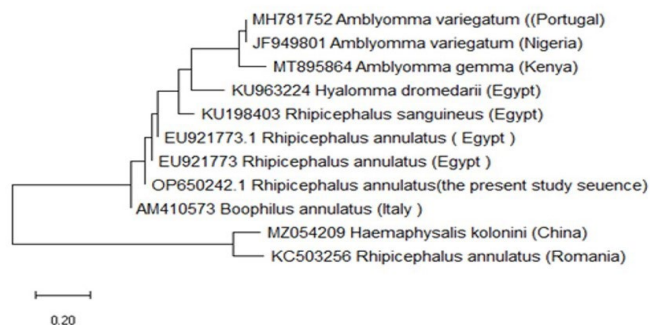 MH781752 Amblyomma variegatum ((Portugal)
JF949801 Amblyomma variegatum (Nigeria)
MT895864 Amblyomma gemma (Kenya)
KU963224 Hyalomma dromedarii (Egypt)
KU198403 Rhipicephalus sanguineus (Egypt)
EU921773.1 Rhipicephalus annulatus ( Egypt )
EU921773 Rhipicephalus annulatus (Egypt )
OP650242.1 Rhipicephalus annulatus(the present study seuence)
AM410573 Boophilus annulatus (Italy )
MZ054209 Haemaphysalis kolonini (China)
KC503256 Rhipicephalus annulatus (Romania)
0.20